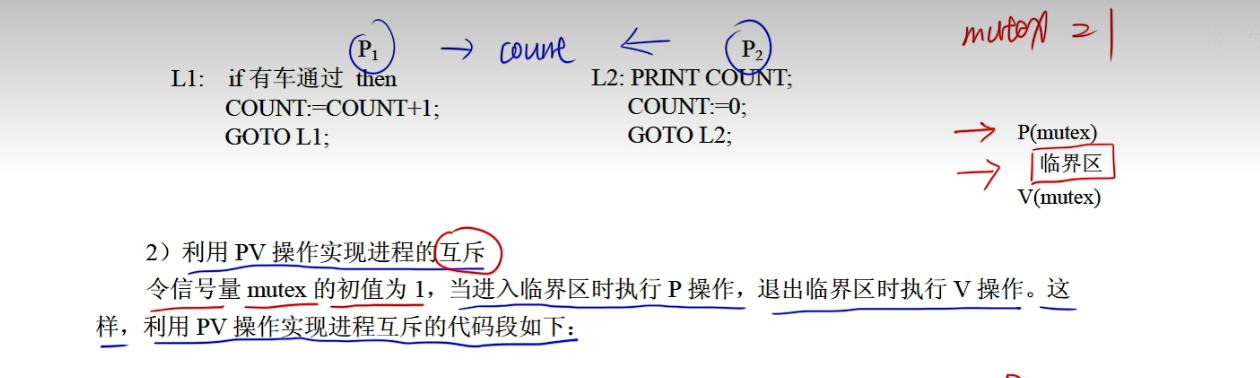 P₁ → count ← P₂
mutex = 1
L1: if 有车通过 then
COUNT:=COUNT+1;
GOTO L1;
L2: PRINT COUNT;
COUNT:=0;
GOTO L2;
P(mutex)
临界区
V(mutex)
2）利用 PV 操作实现进程的互斥
令信号量 mutex 的初值为 1，当进入临界区时执行 P 操作，退出临界区时执行 V 操作。这
样，利用 PV 操作实现进程互斥的代码段如下：